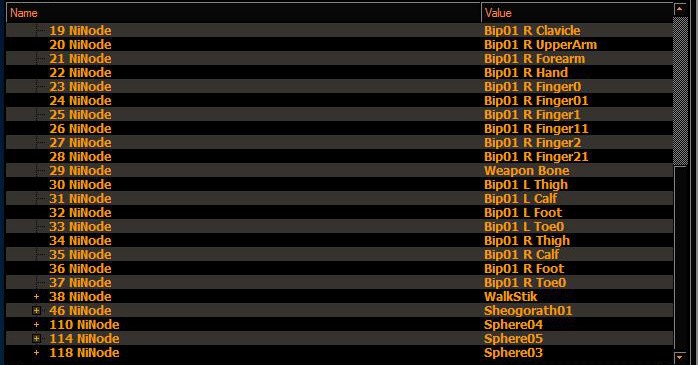 Name Value
19 NiNode Bip01 R Clavicle
20 NiNode Bip01 R UpperArm
21 NiNode Bip01 R Forearm
22 NiNode Bip01 R Hand
23 NiNode Bip01 R Finger0
24 NiNode Bip01 R Finger01
25 NiNode Bip01 R Finger1
26 NiNode Bip01 R Finger11
27 NiNode Bip01 R Finger2
28 NiNode Bip01 R Finger21
29 NiNode Weapon Bone
30 NiNode Bip01 L Thigh
31 NiNode Bip01 L Calf
32 NiNode Bip01 L Foot
33 NiNode Bip01 L Toe0
34 NiNode Bip01 R Thigh
35 NiNode Bip01 R Calf
36 NiNode Bip01 R Foot
37 NiNode Bip01 R Toe0
38 NiNode WalkStik
46 NiNode Sheogorath01
110 NiNode Sphere04
114 NiNode Sphere05
118 NiNode Sphere03